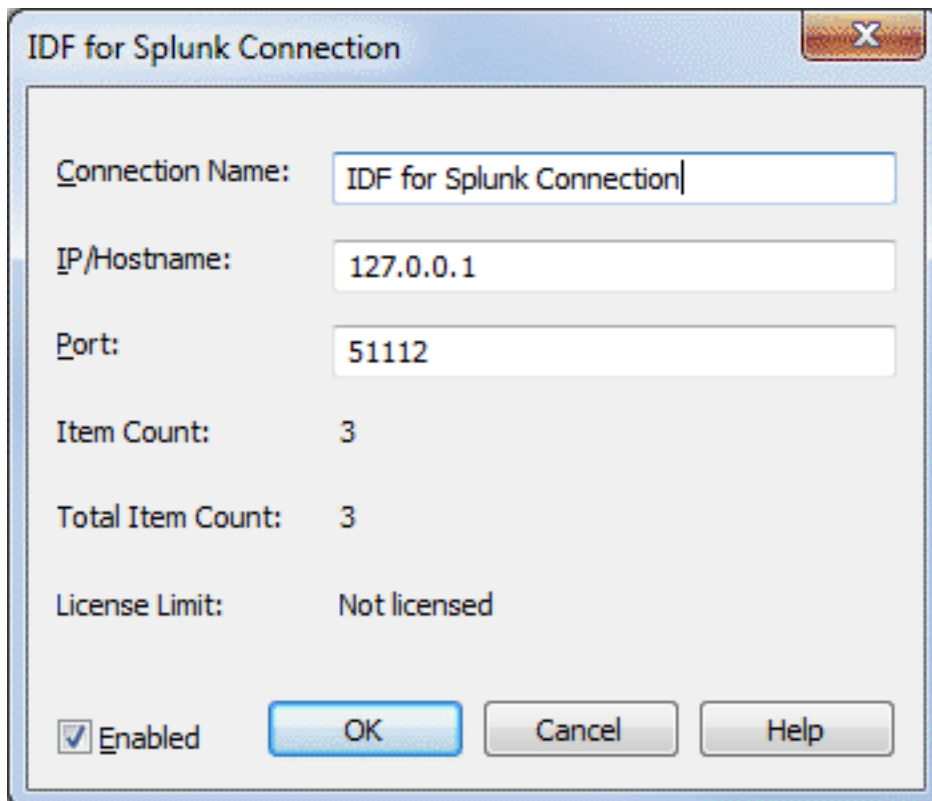 IDF for Splunk Connection
Connection Name: IDF for Splunk Connection
IP/Hostname: 127.0.0.1
Port: 51112
Item Count: 3
Total Item Count: 3
License Limit: Not licensed
Enabled OK Cancel Help